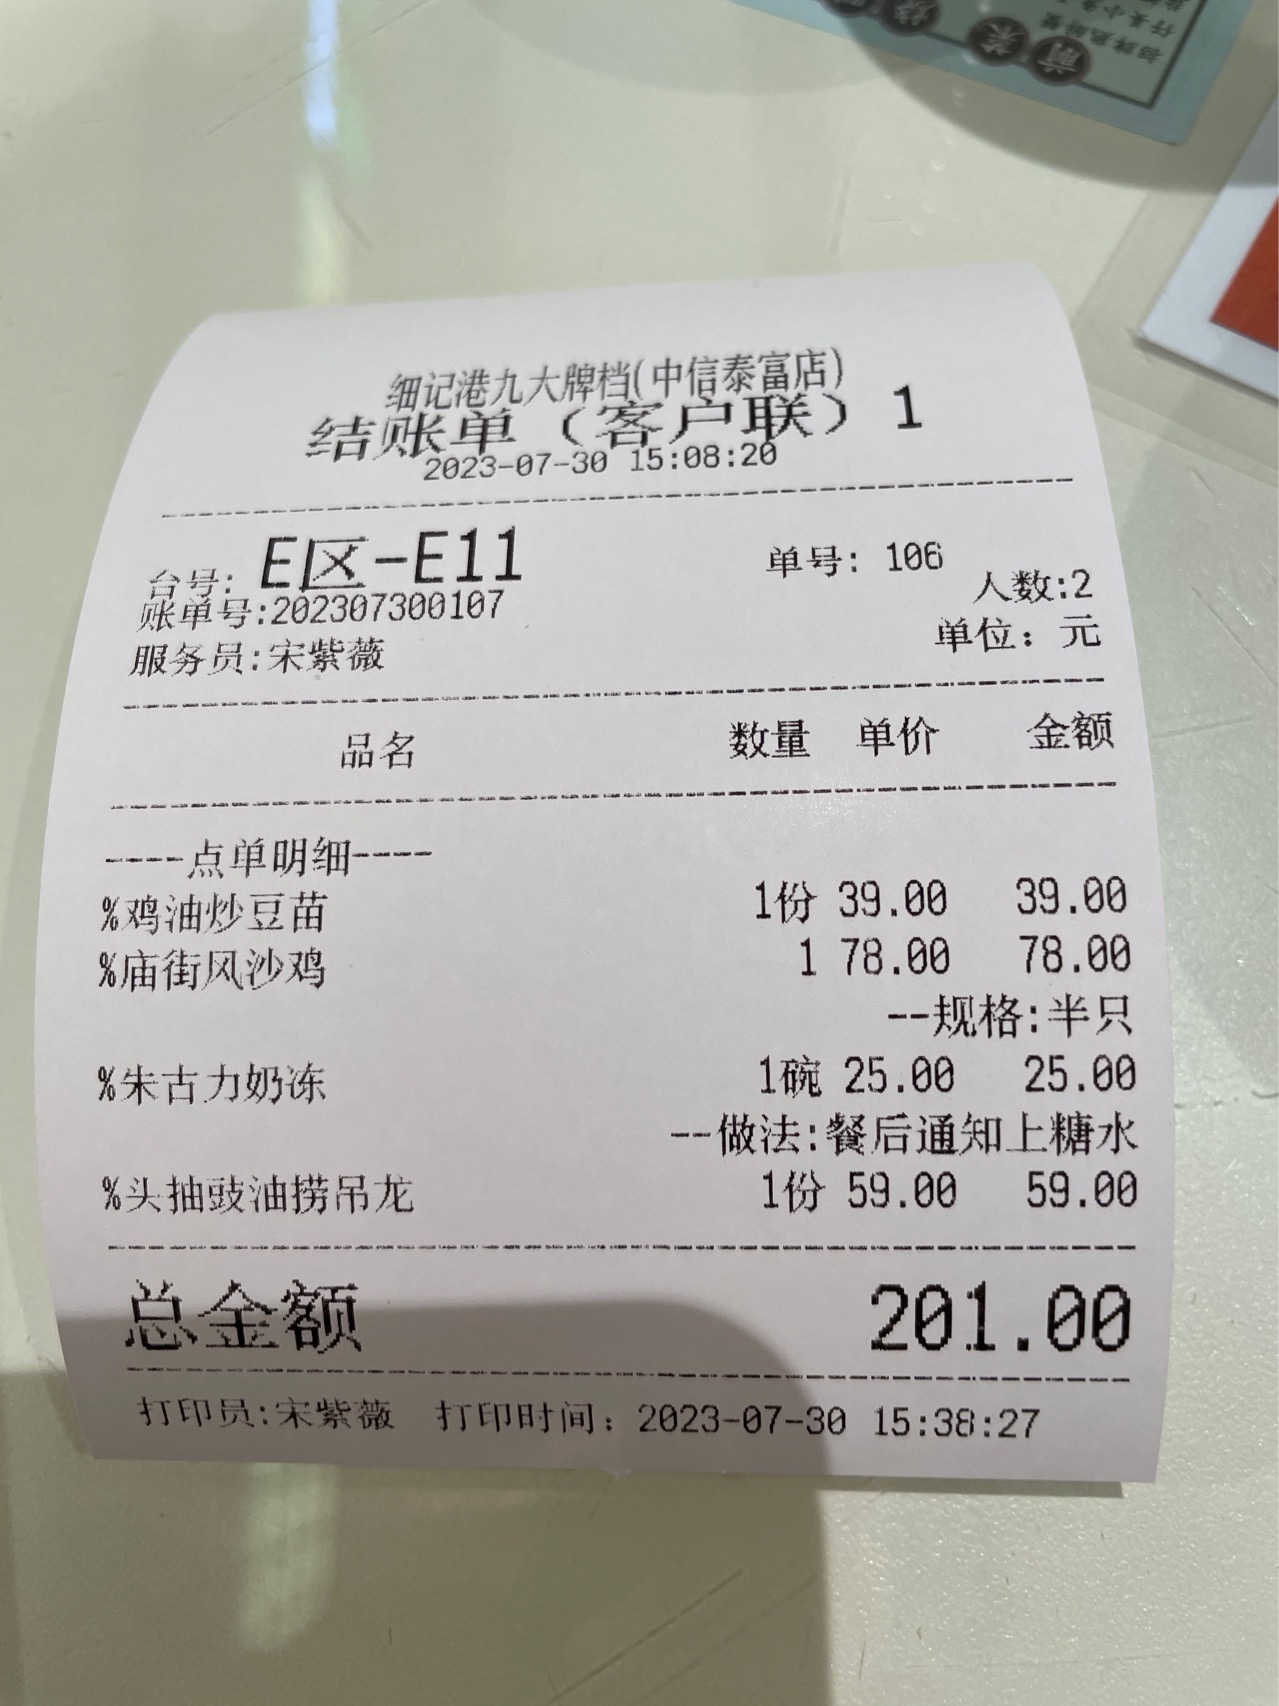 细记港九大牌档(中信泰富店)
结账单（客户联）1
2023-07-30 15:08:20
台号: E区-E11 单号: 106
人数:2
账单号:202307300107
单位：元
服务员:宋紫薇
品名 数量 单价 金额
----点单明细----
%鸡油炒豆苗 1份 39.00 39.00
%庙街风沙鸡 1 78.00 78.00
--规格:半只
%朱古力奶冻 1碗 25.00 25.00
--做法:餐后通知上糖水
%头抽豉油捞吊龙 1份 59.00 59.00
总金额 201.00
打印员:宋紫薇 打印时间：2023-07-30 15:38:27